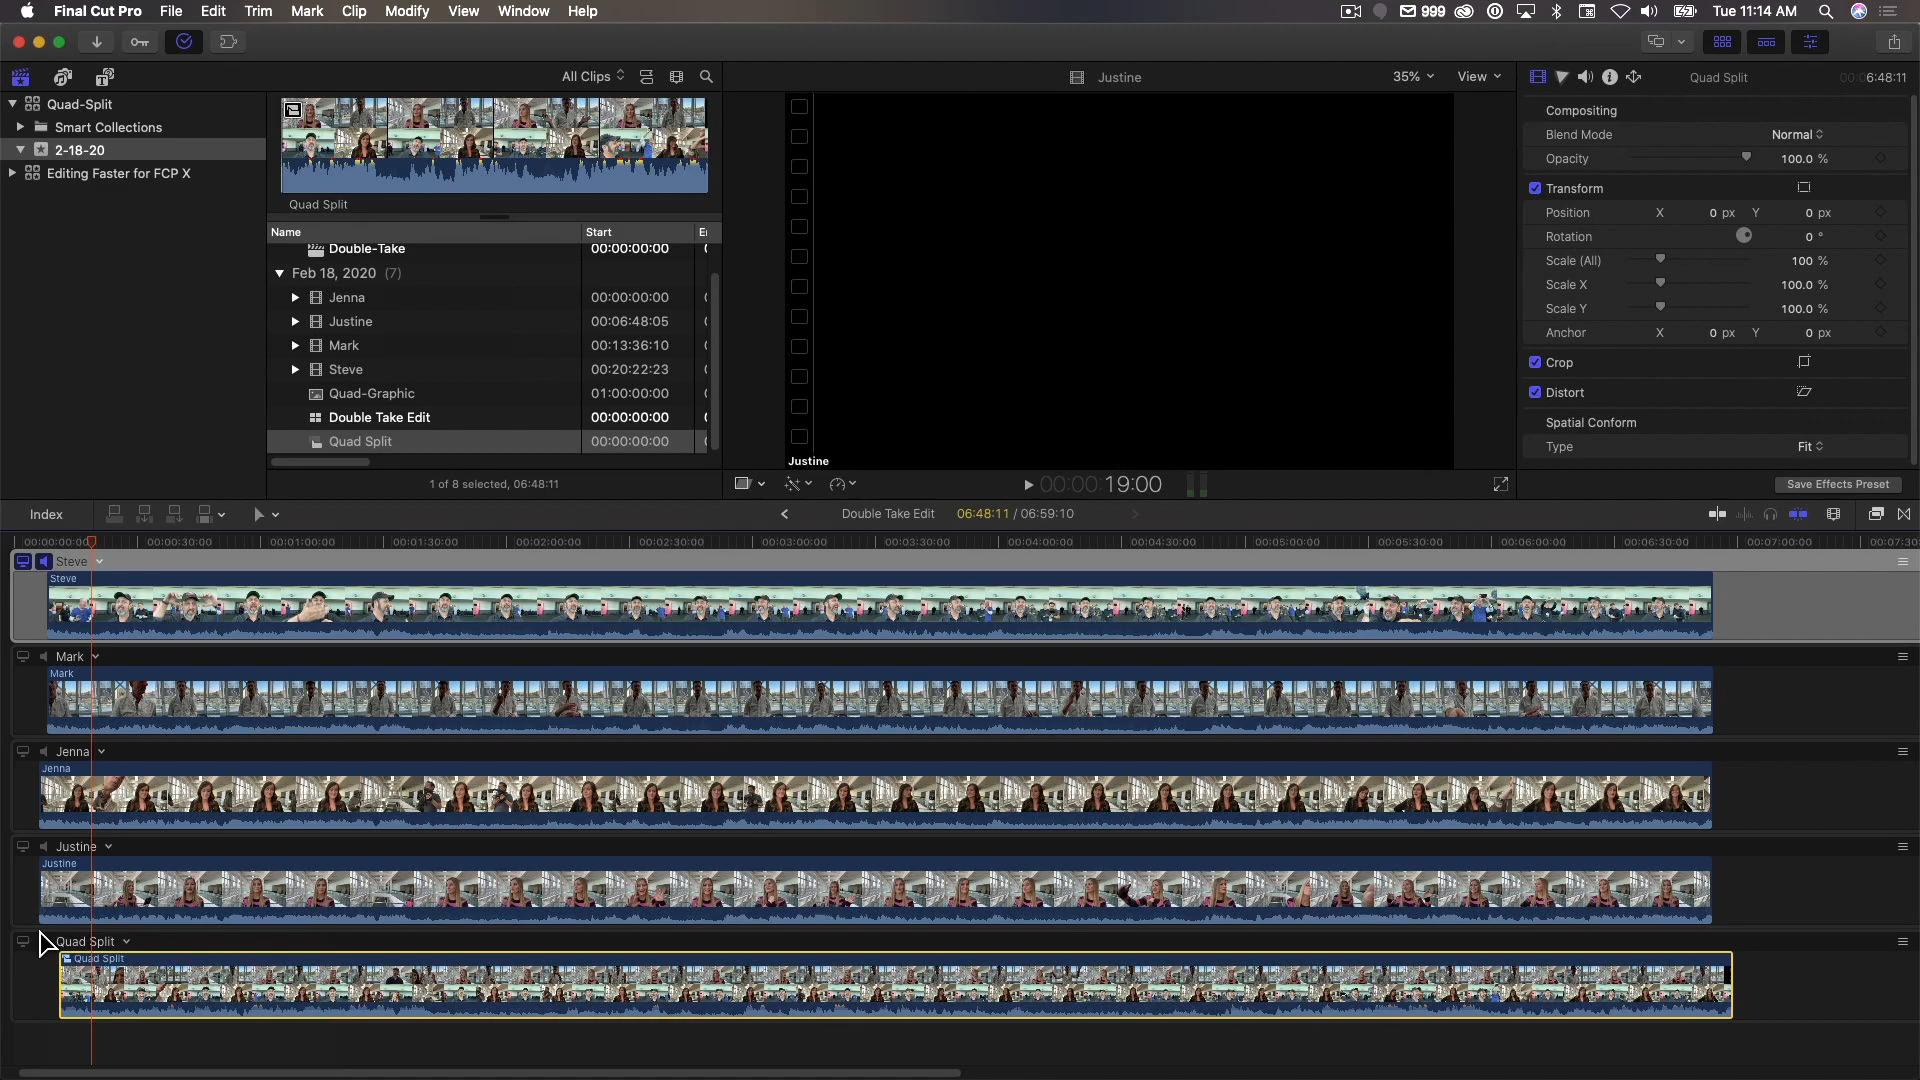 Final Cut Pro File Edit Trim Mark Clip Modify View Window Help 999 Tue 11:14 AM
All Clips
Justine
35% View
Quad Split 00:06:48:11
Quad-Split
Smart Collections
2-18-20
Editing Faster for FCP X
Quad Split
Name Start
Double-Take 00:00:00:00
Feb 18, 2020 (7)
Jenna 00:00:00:00
Justine 00:06:48:05
Mark 00:13:36:10
Steve 00:20:22:23
Quad-Graphic 01:00:00:00
Double Take Edit 00:00:00:00
Quad Split 00:00:00:00
1 of 8 selected, 06:48:11
Justine
00:00:19:00
Compositing
Blend Mode Normal
Opacity 100.0 %
Transform
Position X 0 px Y 0 px
Rotation 0 °
Scale (All) 100 %
Scale X 100.0 %
Scale Y 100.0 %
Anchor X 0 px Y 0 px
Crop
Distort
Spatial Conform
Type Fit
Save Effects Preset
Index
Double Take Edit 06:48:11 / 06:59:10
00:00:00:00 00:00:30:00 00:01:00:00 00:01:30:00 00:02:00:00 00:02:30:00 00:03:00:00 00:03:30:00 00:04:00:00 00:04:30:00 00:05:00:00 00:05:30:00 00:06:00:00 00:06:30:00 00:07:00:00 00:07:30
Steve
Steve
Mark
Mark
Jenna
Jenna
Justine
Justine
Quad Split
Quad Split